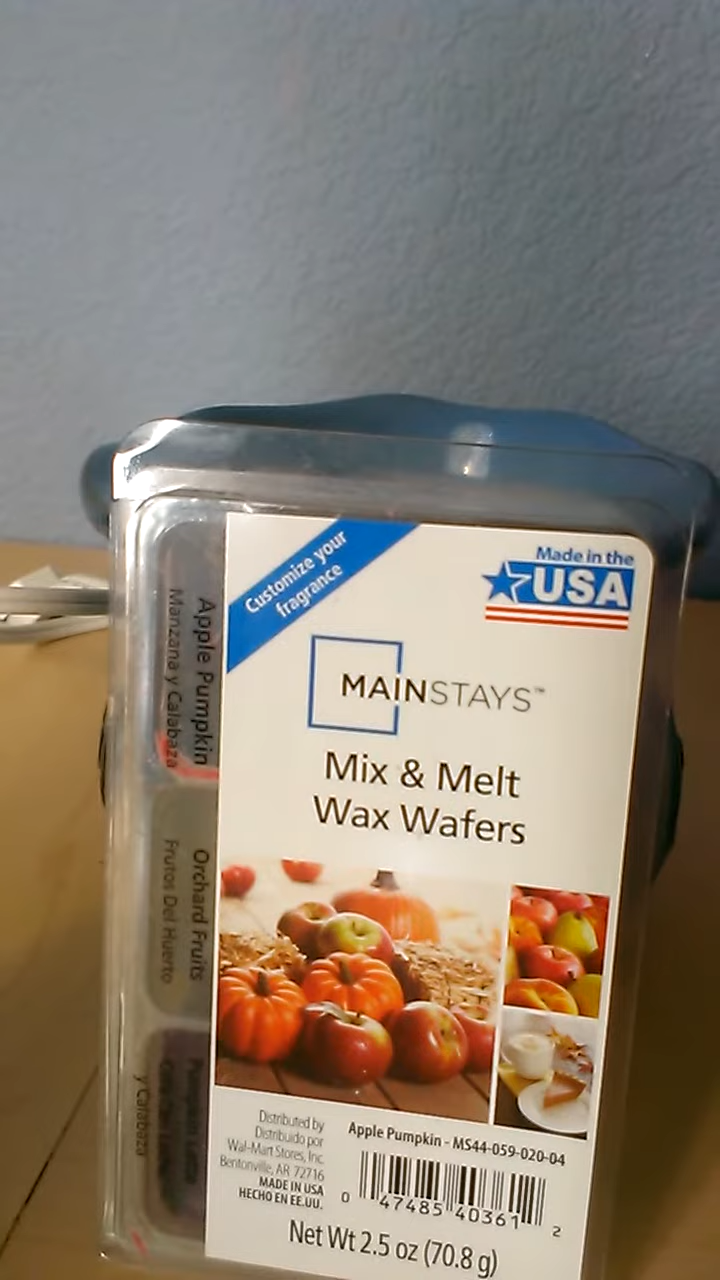 Customize your
fragrance
Made in the
USA
MAINSTAYS™
Mix & Melt
Wax Wafers
Apple Pumpkin
Manzana y Calabaza
Orchard Fruits
Frutos Del Huerto
Pumpkin Latte
y Calabaza
Distributed by
Distribuido por
Wal-Mart Stores, Inc.
Bentonville, AR 72716
MADE IN USA
HECHO EN EE.UU.
Apple Pumpkin - MS44-059-020-04
0 47485 40361 2
Net Wt 2.5 oz (70.8 g)